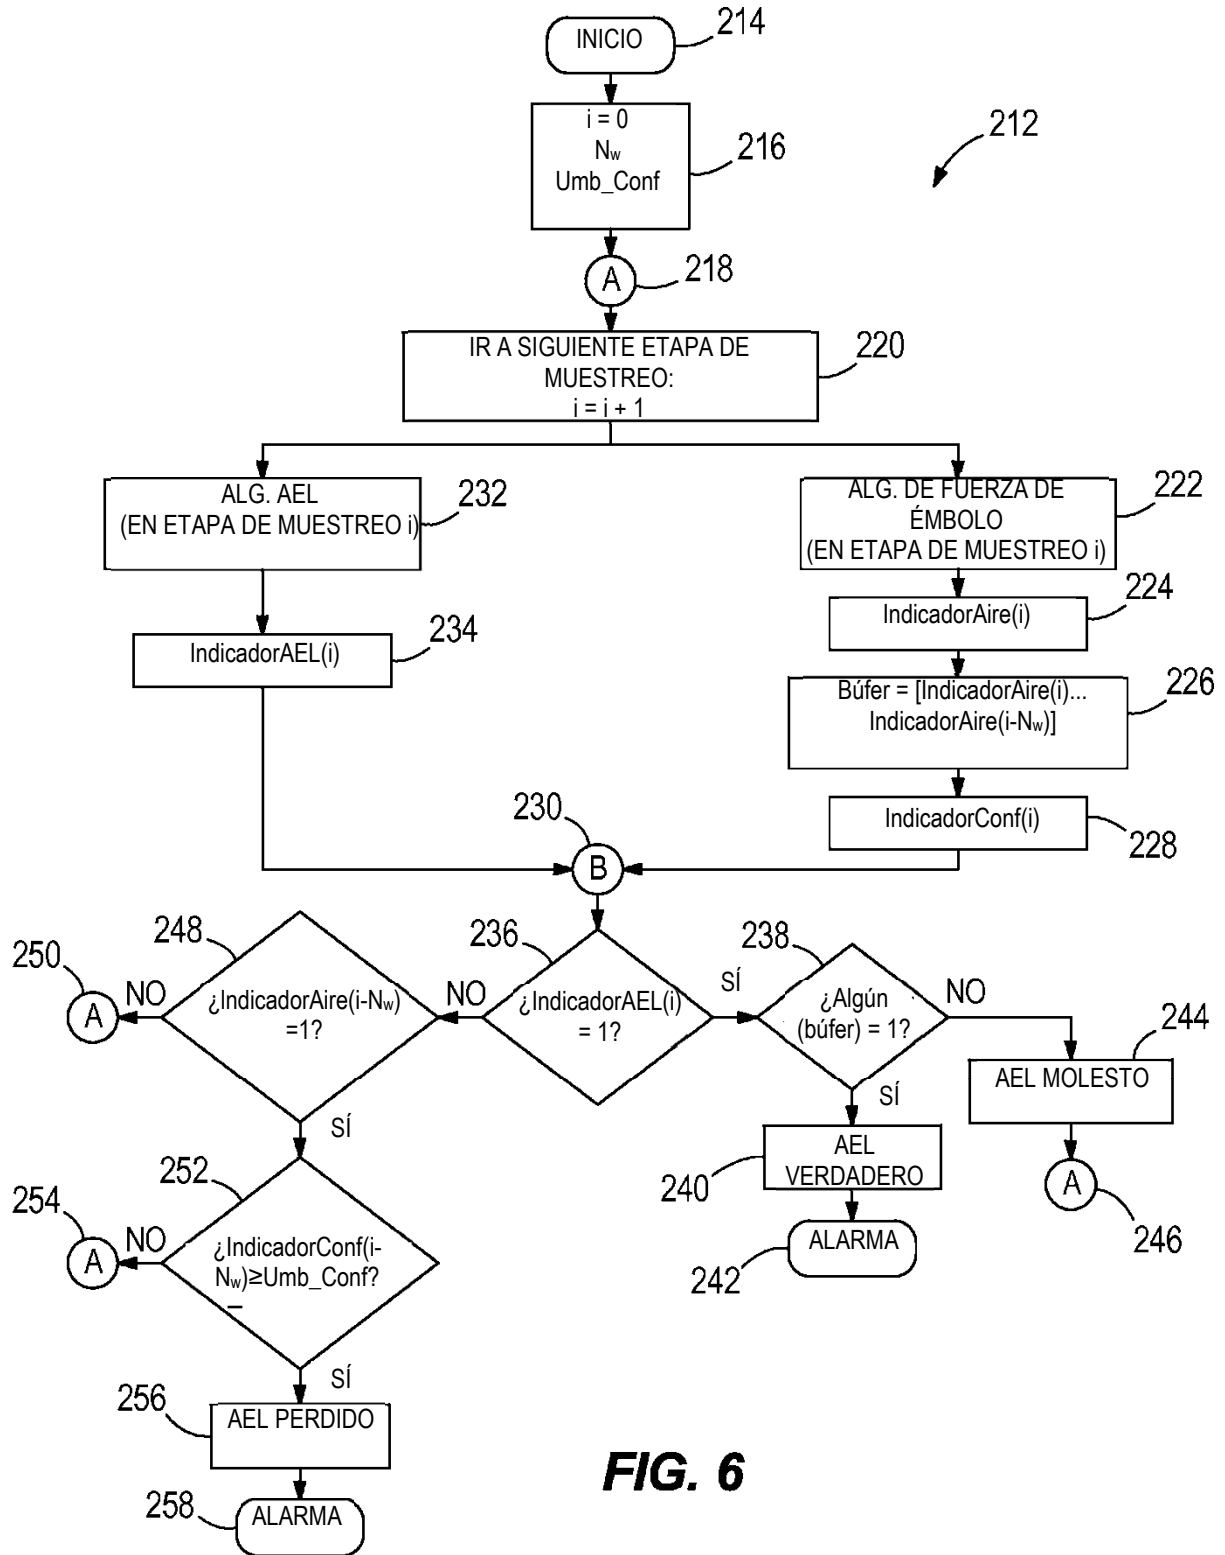 INICIO
214
i = 0
Nw
Umb_Conf
216
212
A
218
IR A SIGUIENTE ETAPA DE
MUESTREO:
i = i + 1
220
ALG. AEL
(EN ETAPA DE MUESTREO i)
232
ALG. DE FUERZA DE
ÉMBOLO
(EN ETAPA DE MUESTREO i)
222
IndicadorAire(i)
224
IndicadorAEL(i)
234
Búfer = [IndicadorAire(i)...
IndicadorAire(i-Nw)]
226
IndicadorConf(i)
228
230
B
248
236
238
250
A
NO
¿IndicadorAire(i-Nw)
=1?
NO
¿IndicadorAEL(i)
= 1?
SÍ
¿Algún
(búfer) = 1?
NO
244
AEL MOLESTO
SÍ
SÍ
AEL
VERDADERO
240
A
246
252
254
A
NO
¿IndicadorConf(i-
Nw)≥Umb_Conf?
ALARMA
242
SÍ
256
AEL PERDIDO
258
ALARMA
FIG. 6